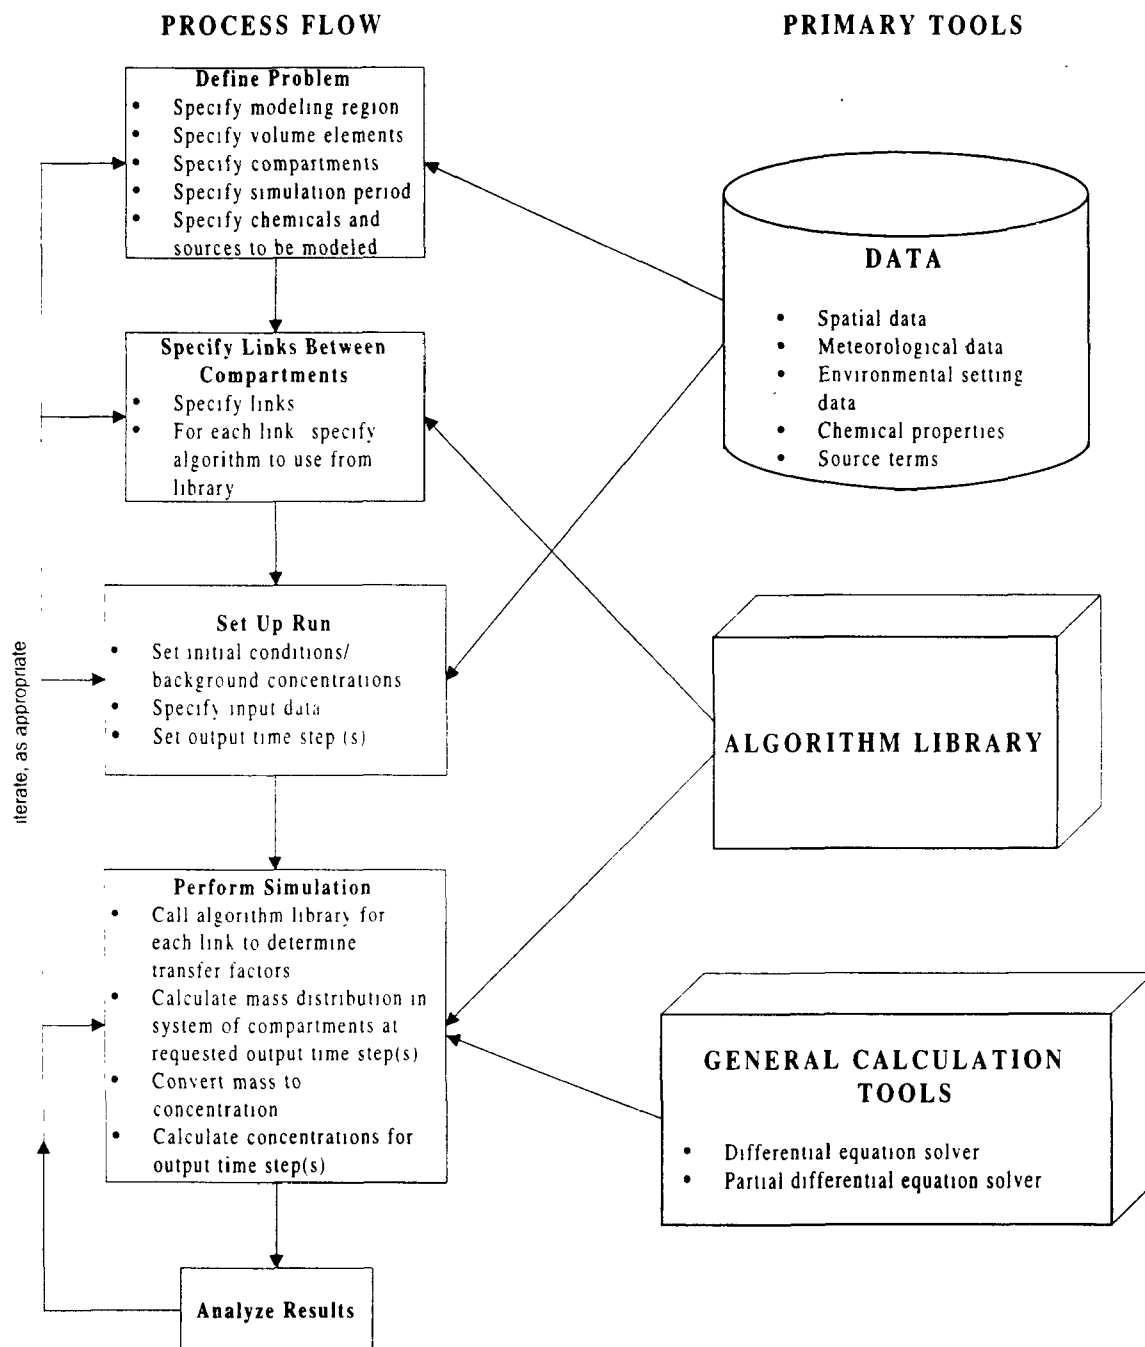 PROCESS FLOW
PRIMARY TOOLS
Define Problem
• Specify modeling region
• Specify volume elements
• Specify compartments
• Specify simulation period
• Specify chemicals and
sources to be modeled
Specify Links Between
Compartments
• Specify links
• For each link specify
algorithm to use from
library
Set Up Run
• Set initial conditions/
background concentrations
• Specify input data
• Set output time step (s)
Perform Simulation
• Call algorithm library for
each link to determine
transfer factors
• Calculate mass distribution in
system of compartments at
requested output time step(s)
• Convert mass to
concentration
• Calculate concentrations for
output time step(s)
Analyze Results
iterate, as appropriate
DATA
• Spatial data
• Meteorological data
• Environmental setting
data
• Chemical properties
• Source terms
ALGORITHM LIBRARY
GENERAL CALCULATION
TOOLS
• Differential equation solver
• Partial differential equation solver